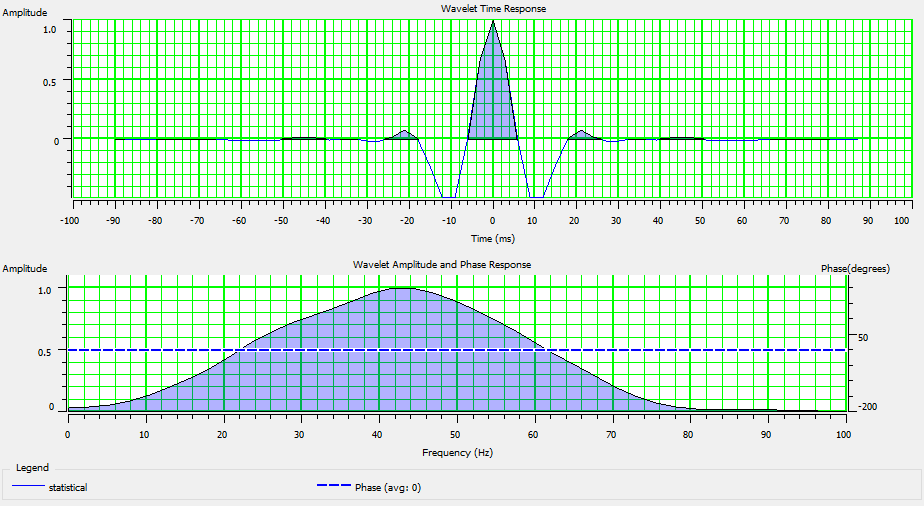 Wavelet Time Response
Amplitude
1.0
0.5
0
-100 -90 -80 -70 -60 -50 -40 -30 -20 -10 0 10 20 30 40 50 60 70 80 90 100
Time (ms)
Wavelet Amplitude and Phase Response
Amplitude Phase(degrees)
1.0
50
0.5
0 -200
0 10 20 30 40 50 60 70 80 90 100
Frequency (Hz)
Legend
statistical Phase (avg: 0)